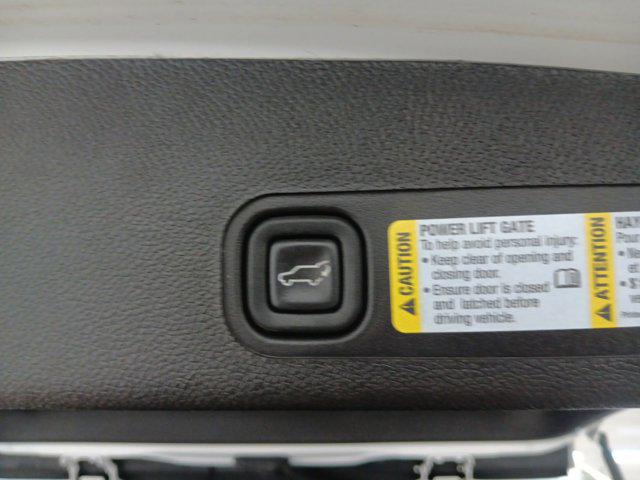 CAUTION
POWER LIFT GATE
To help avoid personal injury:
• Keep clear of opening and
closing door.
• Ensure door is closed
and latched before
driving vehicle.
ATTENTION